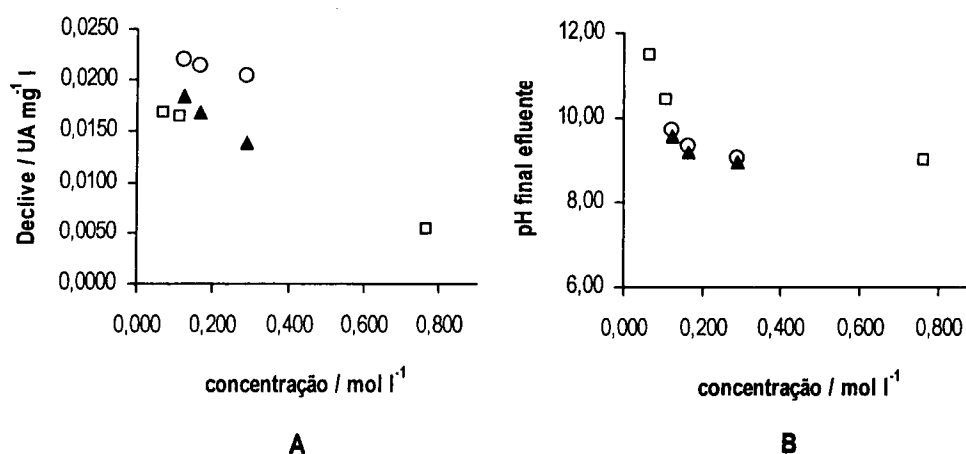 0,0250
0,0200
0,0150
0,0100
0,0050
0,0000
Declive / UA mg⁻¹ l
0,000 0,200 0,400 0,600 0,800
concentração / mol l⁻¹
A
12,00
10,00
8,00
6,00
pH final efluente
0,000 0,200 0,400 0,600 0,800
concentração / mol l⁻¹
B